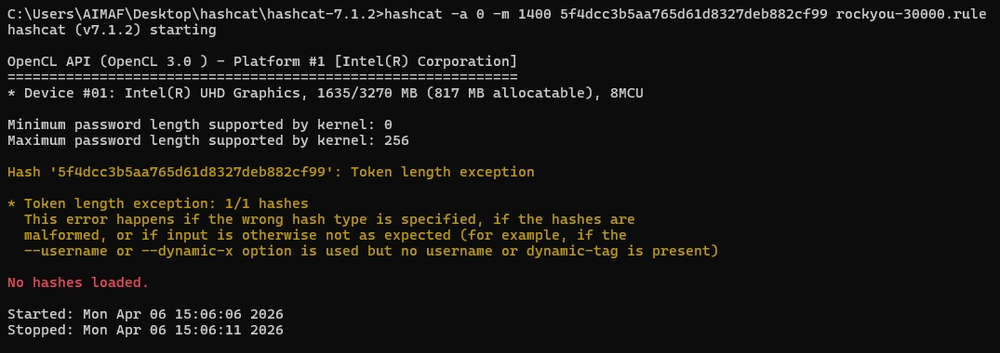 C:\Users\AIMAF\Desktop\hashcat\hashcat-7.1.2>hashcat -a 0 -m 1400 5f4dcc3b5aa765d61d8327deb882cf99 rockyou-30000.rule
hashcat (v7.1.2) starting
OpenCL API (OpenCL 3.0 ) - Platform #1 [Intel(R) Corporation]
=============================================================
* Device #01: Intel(R) UHD Graphics, 1635/3270 MB (817 MB allocatable), 8MCU
Minimum password length supported by kernel: 0
Maximum password length supported by kernel: 256
Hash '5f4dcc3b5aa765d61d8327deb882cf99': Token length exception
* Token length exception: 1/1 hashes
  This error happens if the wrong hash type is specified, if the hashes are
  malformed, or if input is otherwise not as expected (for example, if the
  --username or --dynamic-x option is used but no username or dynamic-tag is present)
No hashes loaded.
Started: Mon Apr 06 15:06:06 2026
Stopped: Mon Apr 06 15:06:11 2026